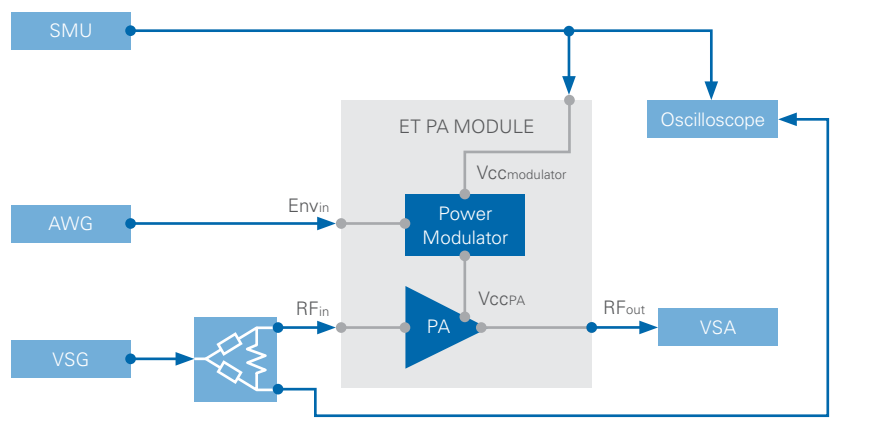 SMU
ET PA MODULE
Oscilloscope
Vccmodulator
Envin
AWG
Power
Modulator
VccPA
RFin
RFout
PA
VSA
VSG